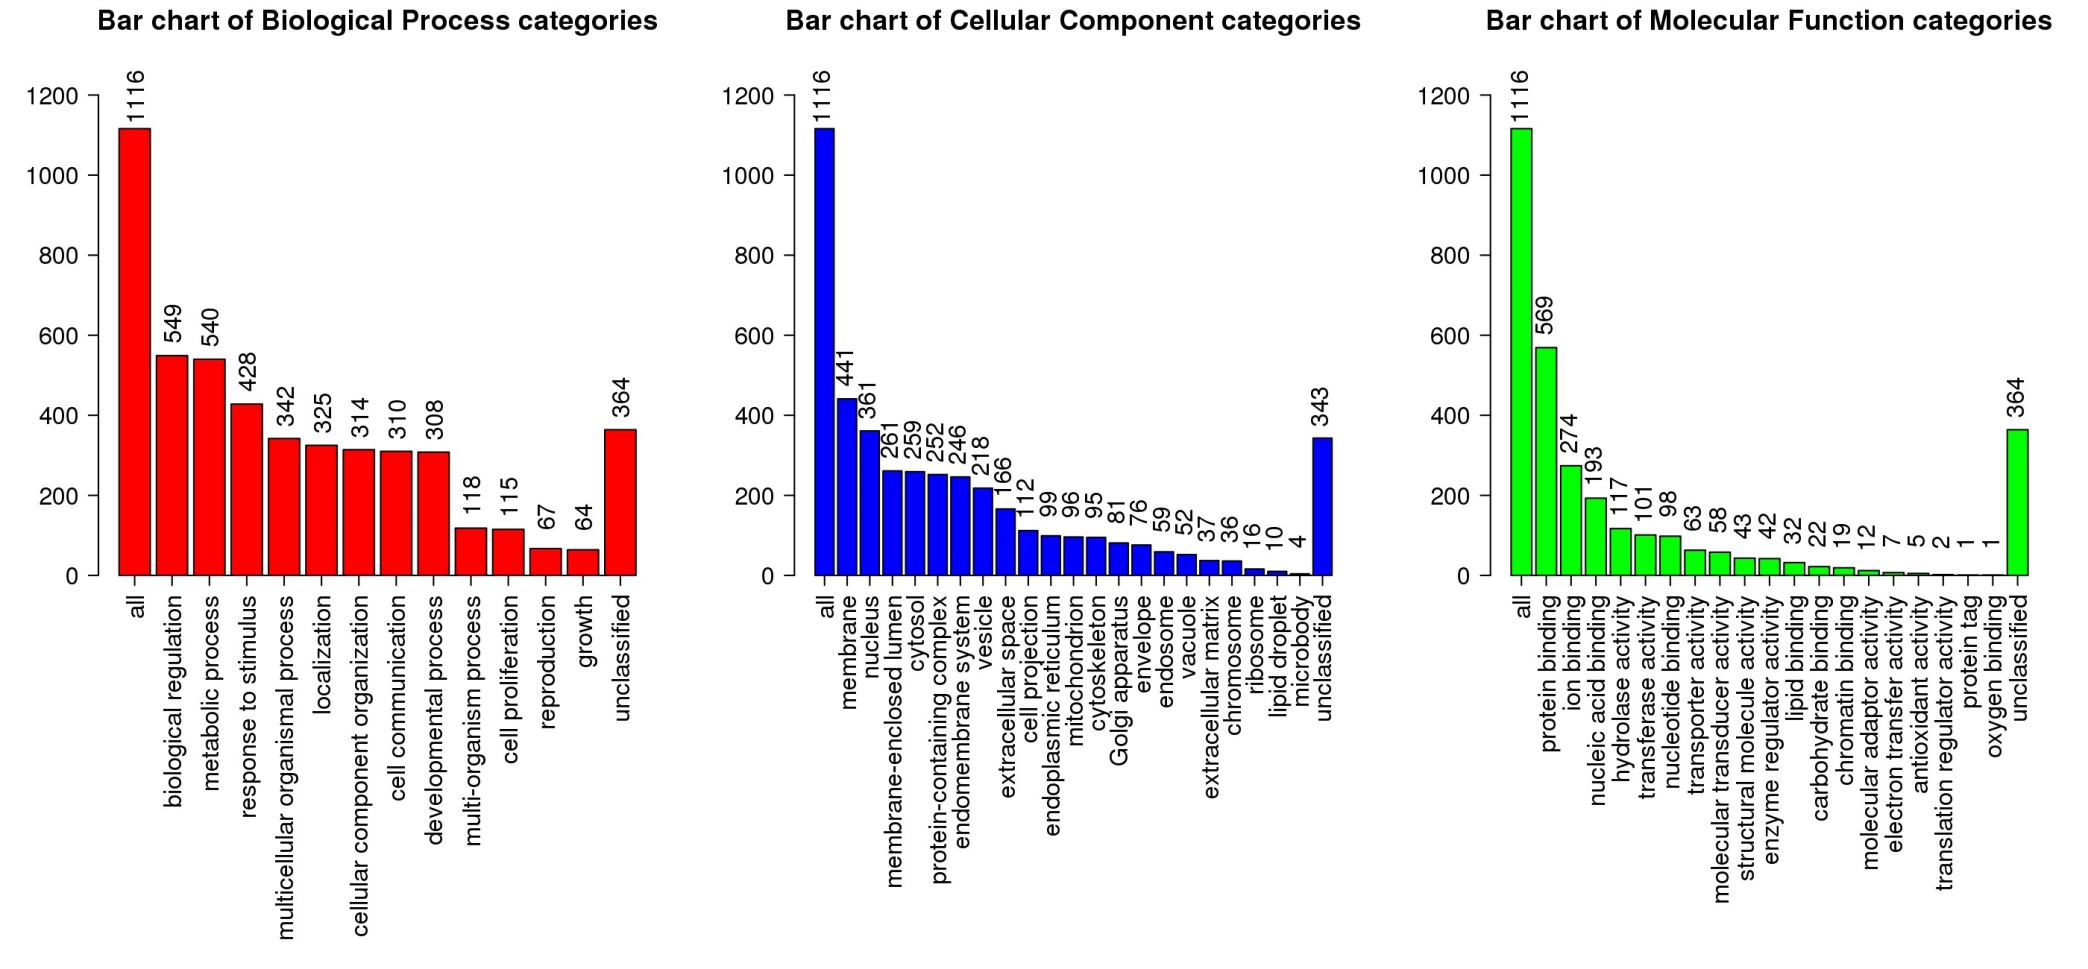 Bar chart of Biological Process categories
1200
1000
800
600
400
200
0
1116
549
540
428
342
325
314
310
308
118
115
67
64
364
all
biological regulation
metabolic process
response to stimulus
multicellular organismal process
localization
cellular component organization
cell communication
developmental process
multi-organism process
cell proliferation
reproduction
growth
unclassified
Bar chart of Cellular Component categories
1200
1000
800
600
400
200
0
1116
441
361
261
259
252
246
218
166
112
99
96
95
81
76
59
52
37
36
16
10
4
343
all
membrane
nucleus
membrane-enclosed lumen
cytosol
protein-containing complex
endomembrane system
vesicle
extracellular space
cell projection
endoplasmic reticulum
mitochondrion
cytoskeleton
Golgi apparatus
envelope
endosome
vacuole
extracellular matrix
chromosome
ribosome
lipid droplet
microbody
unclassified
Bar chart of Molecular Function categories
1200
1000
800
600
400
200
0
1116
569
274
193
117
101
98
63
58
43
42
32
22
19
12
7
5
2
1
1
364
all
protein binding
ion binding
nucleic acid binding
hydrolase activity
transferase activity
nucleotide binding
transporter activity
molecular transducer activity
structural molecule activity
enzyme regulator activity
lipid binding
carbohydrate binding
chromatin binding
molecular adaptor activity
electron transfer activity
antioxidant activity
translation regulator activity
protein tag
oxygen binding
unclassified